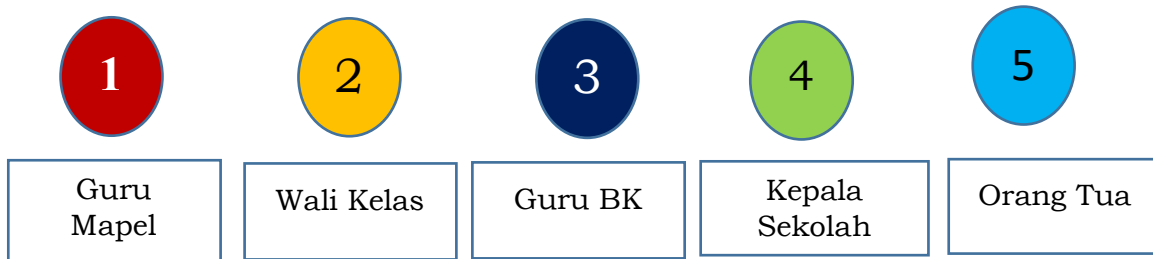 1
2
3
4
5
Guru
Mapel
Wali Kelas
Guru BK
Kepala
Sekolah
Orang Tua